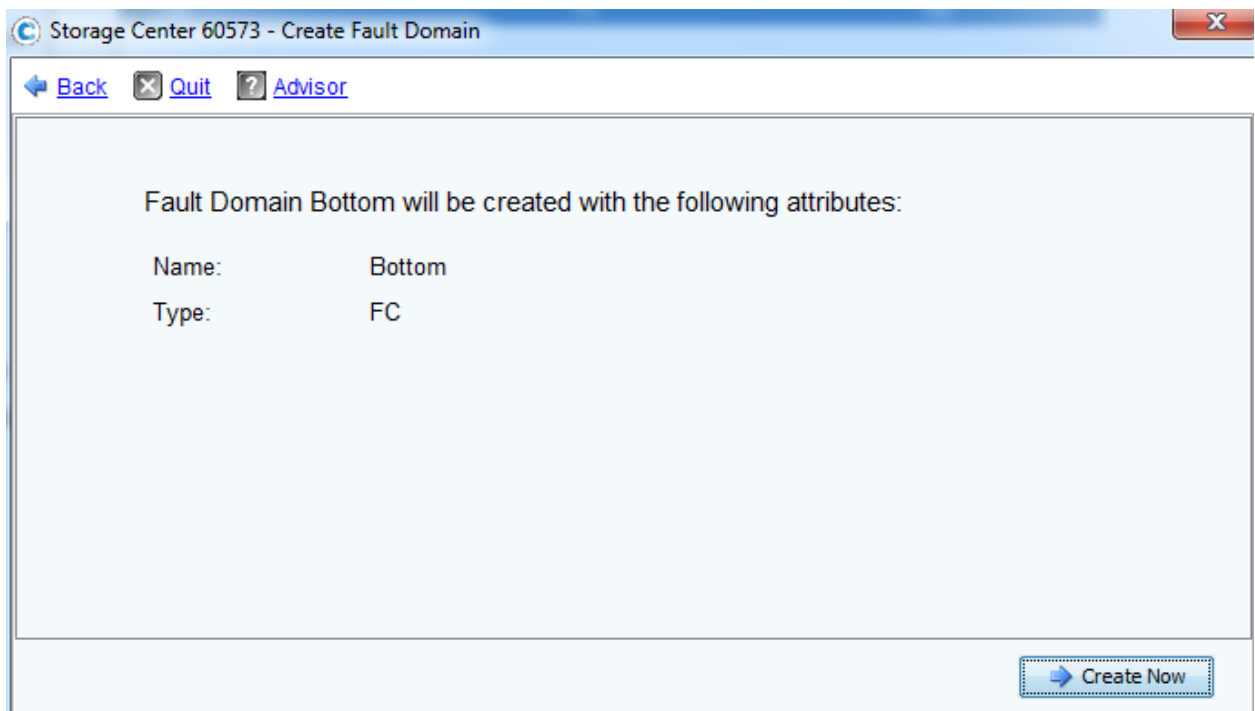 Storage Center 60573 - Create Fault Domain
Back Quit Advisor
Fault Domain Bottom will be created with the following attributes:
Name: Bottom
Type: FC
Create Now